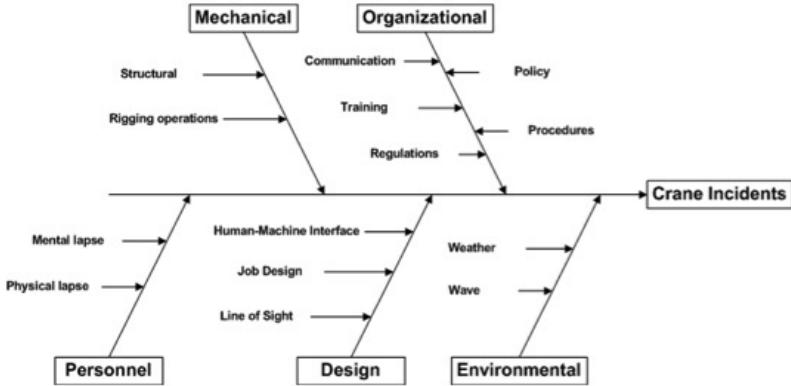 Mechanical
Organizational
Communication
Structural
Policy
Training
Rigging operations
Procedures
Regulations
Crane Incidents
Human-Machine Interface
Mental lapse
Weather
Job Design
Physical lapse
Wave
Line of Sight
Personnel
Design
Environmental